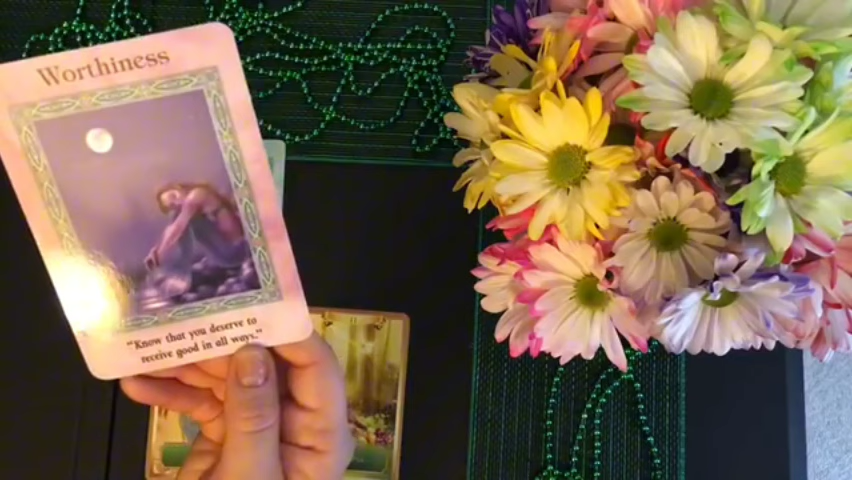 Worthiness
"Know that you deserve to
receive good in all ways."